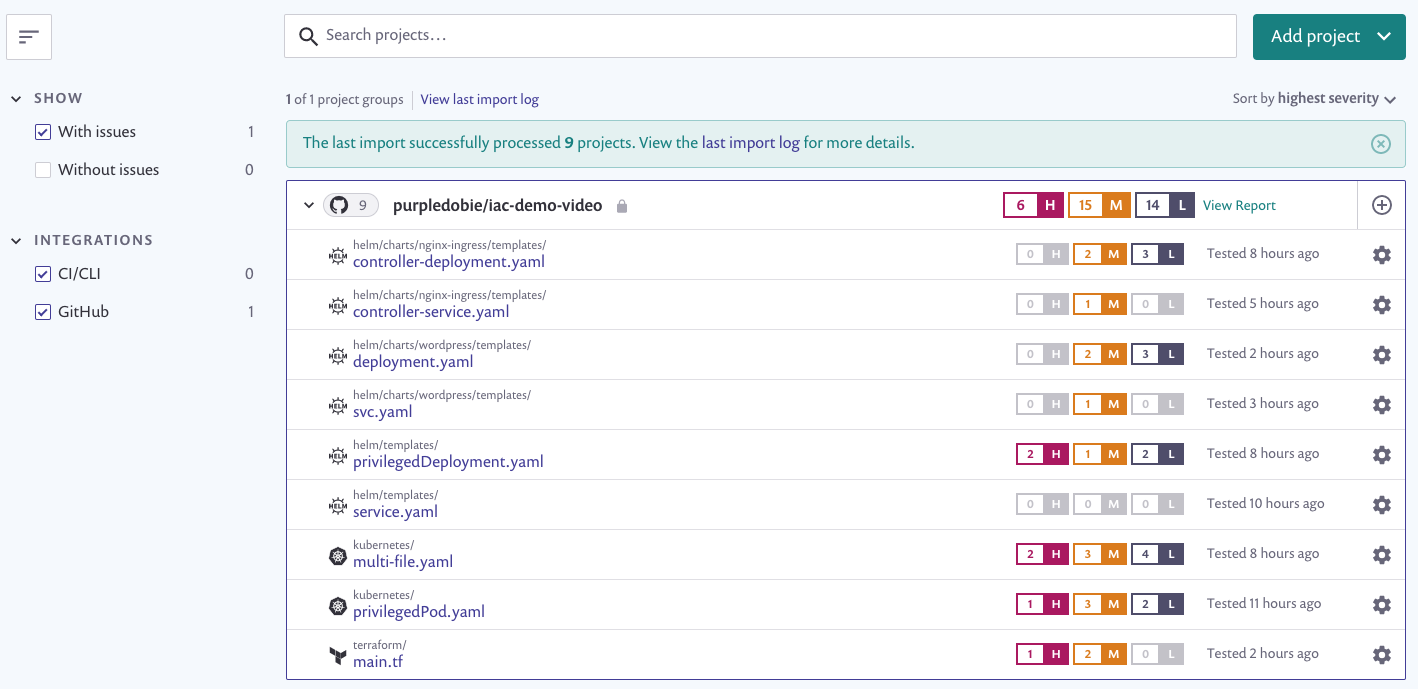 Search projects...
Add project
SHOW
With issues 1
Without issues 0
INTEGRATIONS
CI/CLI 0
GitHub 1
1 of 1 project groups View last import log Sort by highest severity
The last import successfully processed 9 projects. View the last import log for more details.
9 purpledobie/iac-demo-video 6 H 15 M 14 L View Report
helm/charts/nginx-ingress/templates/
HELM controller-deployment.yaml 0 H 2 M 3 L Tested 8 hours ago
helm/charts/nginx-ingress/templates/
HELM controller-service.yaml 0 H 1 M 0 L Tested 5 hours ago
helm/charts/wordpress/templates/
HELM deployment.yaml 0 H 2 M 3 L Tested 2 hours ago
helm/charts/wordpress/templates/
HELM svc.yaml 0 H 1 M 0 L Tested 3 hours ago
helm/templates/
HELM privilegedDeployment.yaml 2 H 1 M 2 L Tested 8 hours ago
helm/templates/
HELM service.yaml 0 H 0 M 0 L Tested 10 hours ago
kubernetes/
multi-file.yaml 2 H 3 M 4 L Tested 8 hours ago
kubernetes/
privilegedPod.yaml 1 H 3 M 2 L Tested 11 hours ago
terraform/
main.tf 1 H 2 M 0 L Tested 2 hours ago